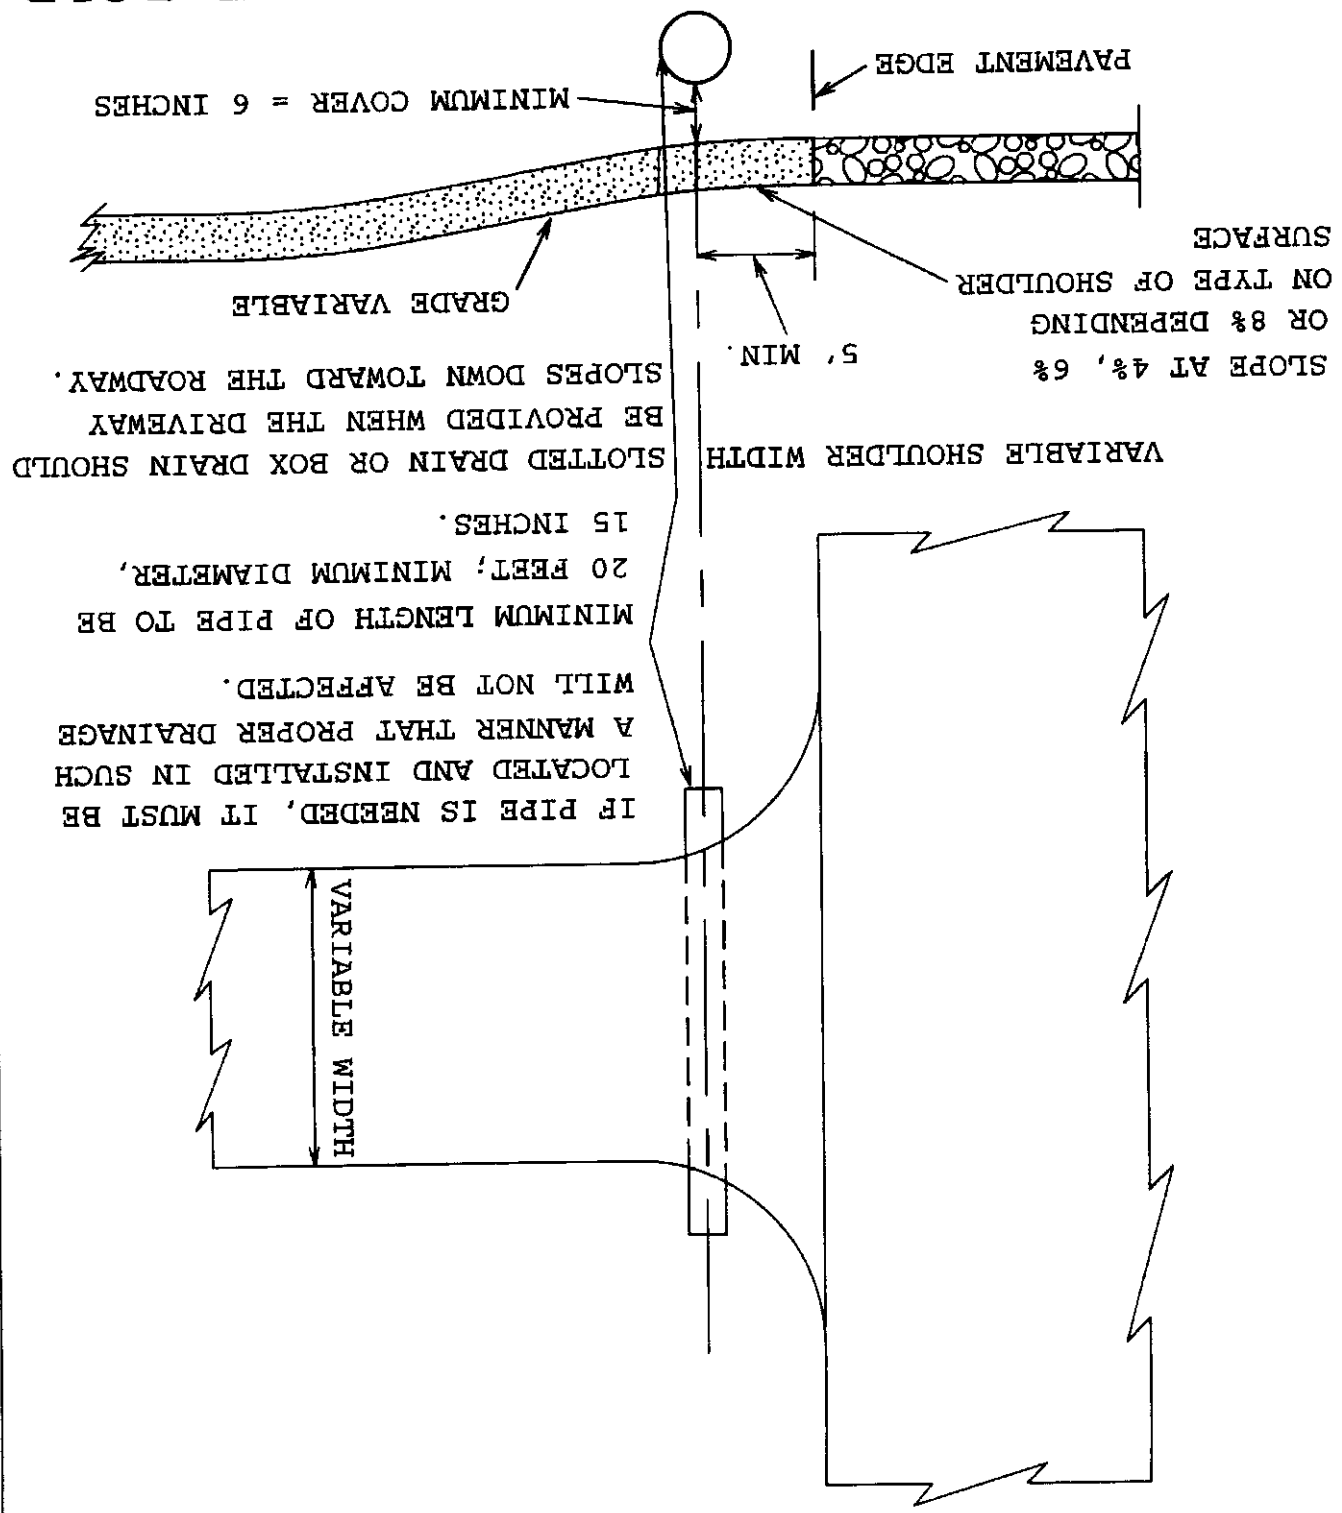 VARIABLE WIDTH
IF PIPE IS NEEDED, IT MUST BE
LOCATED AND INSTALLED IN SUCH
A MANNER THAT PROPER DRAINAGE
WILL NOT BE AFFECTED.
MINIMUM LENGTH OF PIPE TO BE
20 FEET; MINIMUM DIAMETER,
15 INCHES.
VARIABLE SHOULDER WIDTH
SLOTTED DRAIN OR BOX DRAIN SHOULD
BE PROVIDED WHEN THE DRIVEWAY
SLOPES DOWN TOWARD THE ROADWAY.
SLOPE AT 4%, 6%
OR 8% DEPENDING
ON TYPE OF SHOULDER
SURFACE
5' MIN.
GRADE VARIABLE
PAVEMENT EDGE
MINIMUM COVER = 6 INCHES